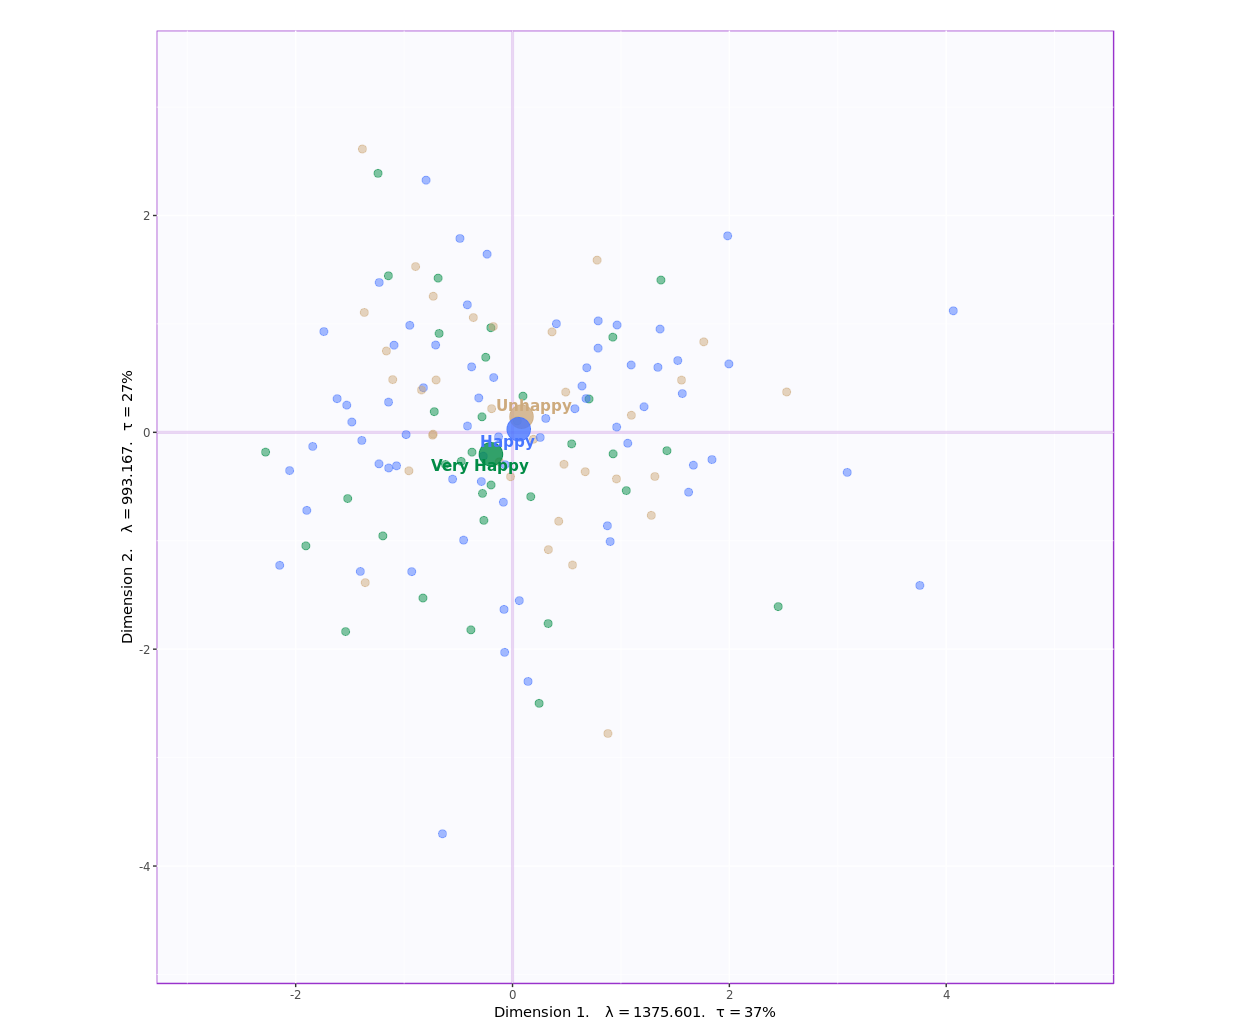 2
0
-2
-4
Dimension 2.   λ = 993.167.   τ = 27%
Unhappy
Happy
Very Happy
-2
0
2
4
Dimension 1.   λ = 1375.601.   τ = 37%